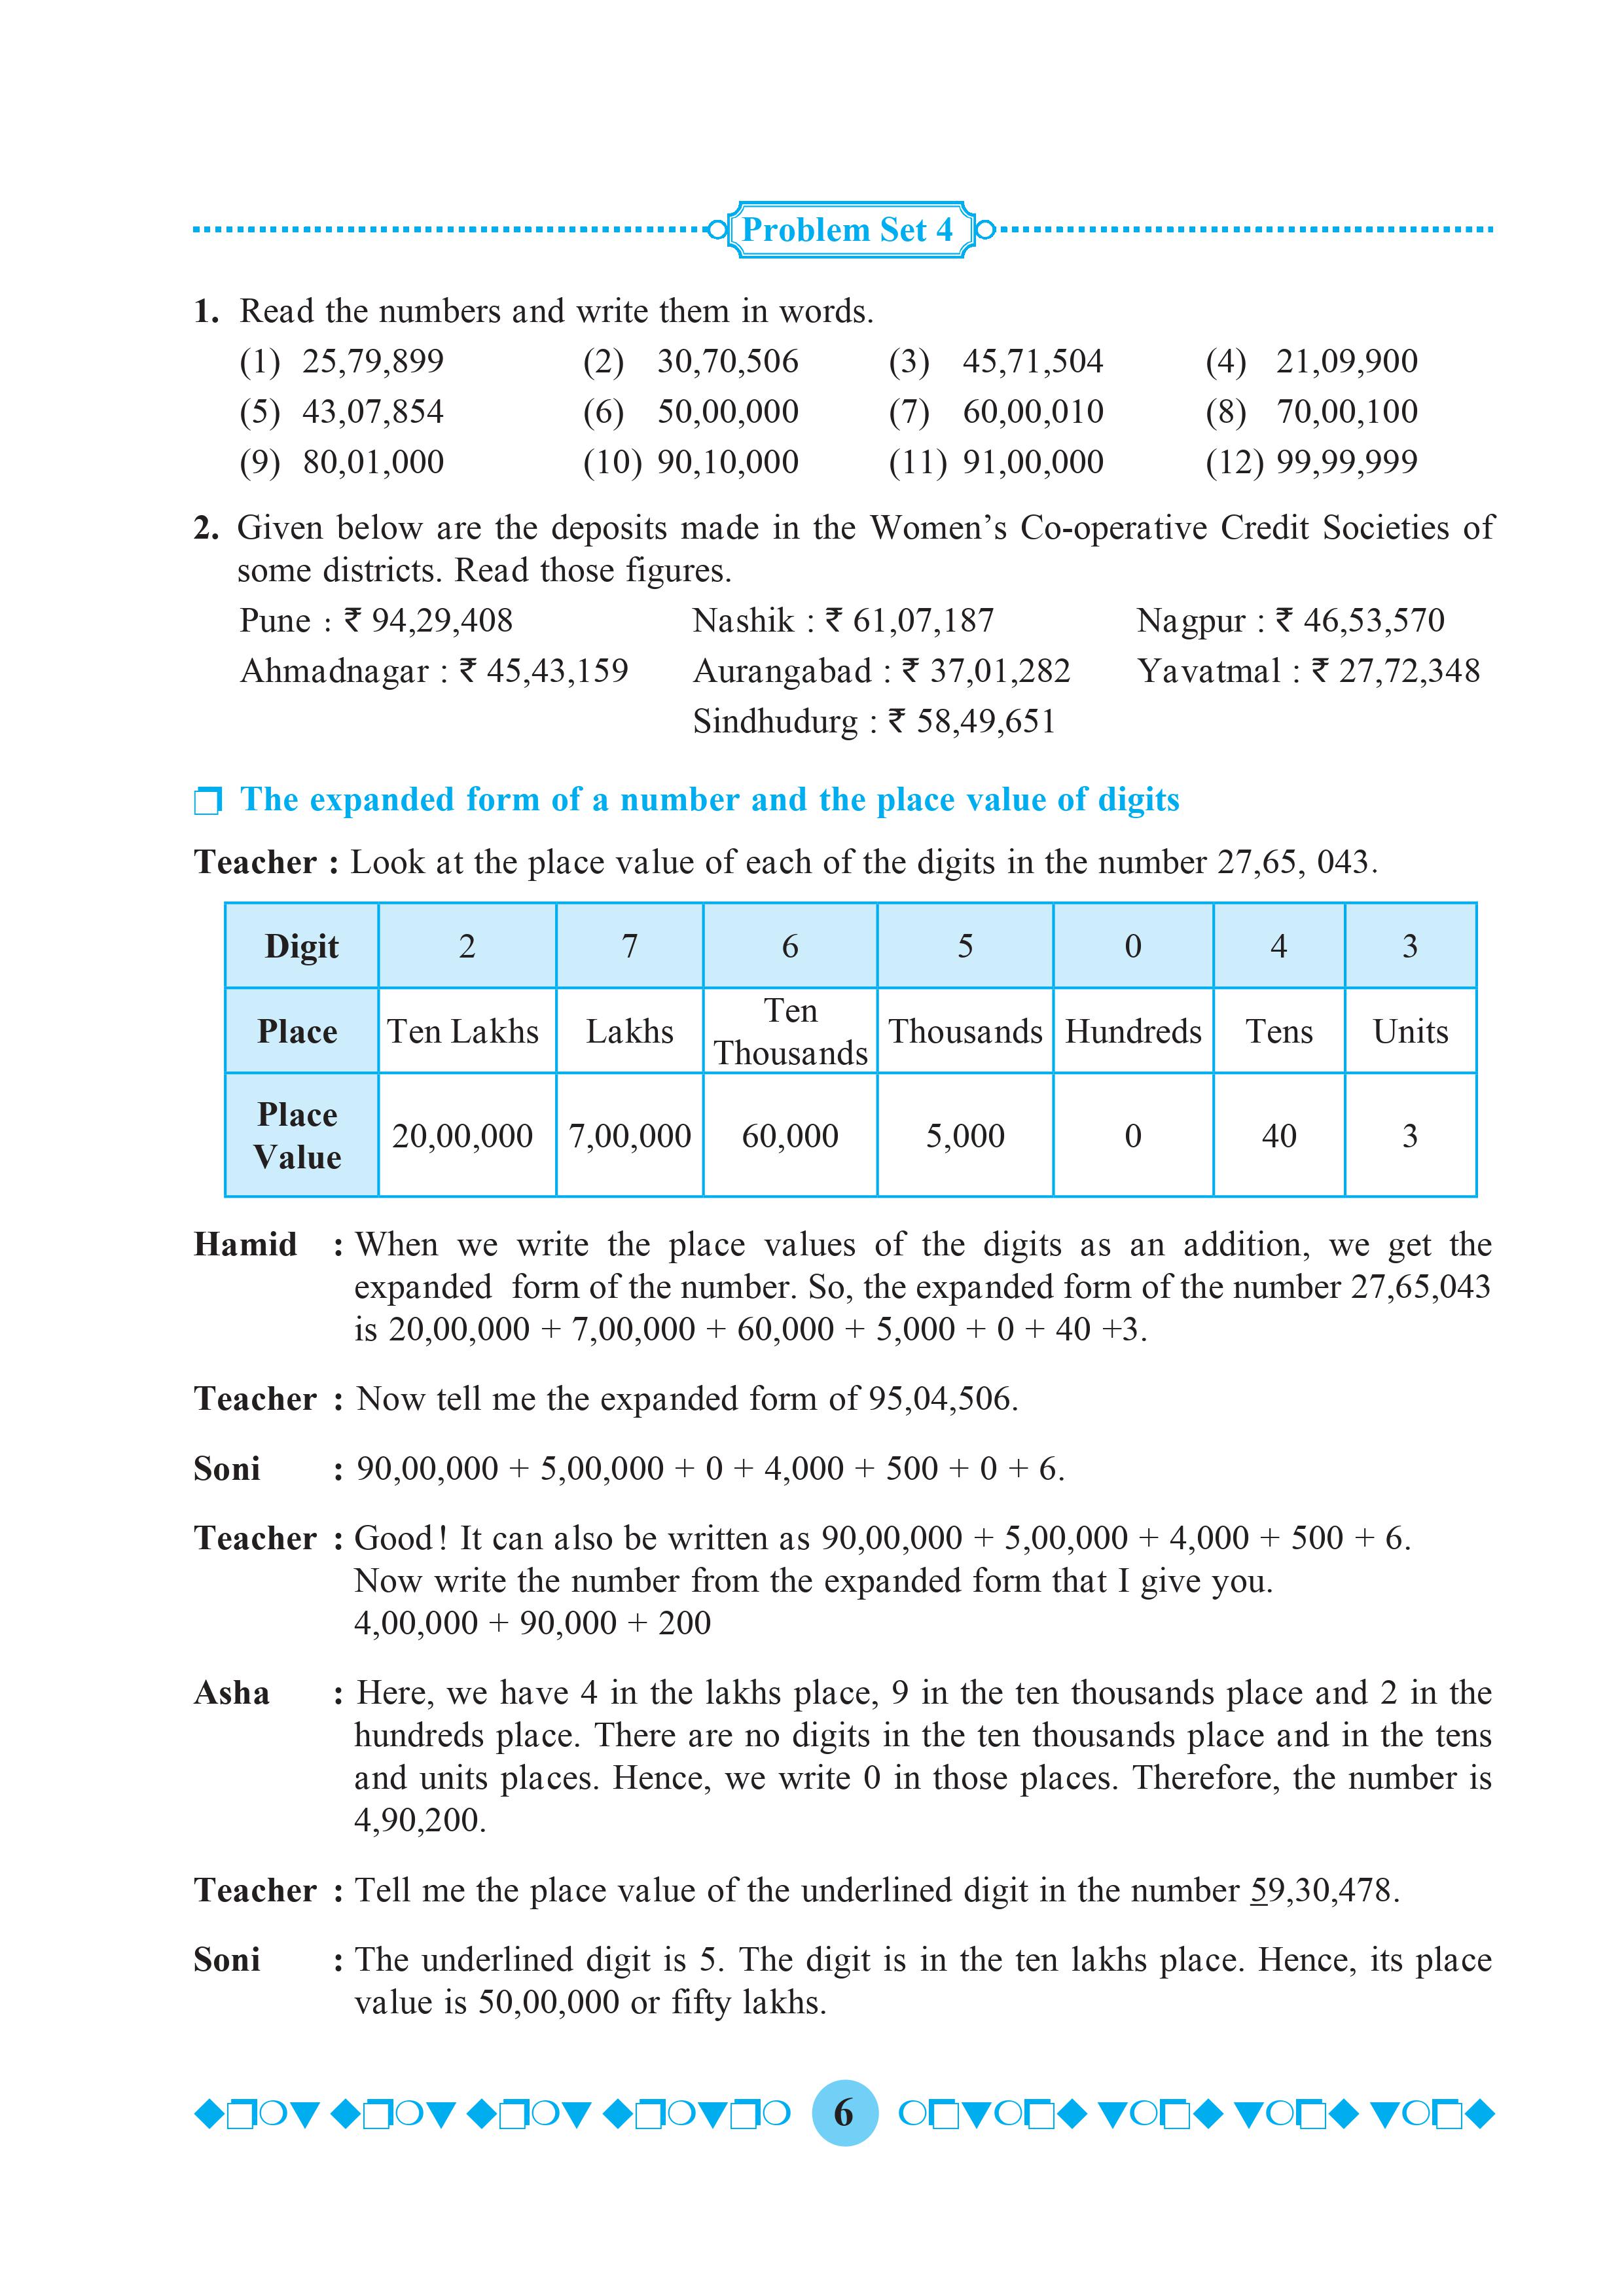 Problem Set 4
1. Read the numbers and write them in words.
(1) 25,79,899 (2) 30,70,506 (3) 45,71,504 (4) 21,09,900
(5) 43,07,854 (6) 50,00,000 (7) 60,00,010 (8) 70,00,100
(9) 80,01,000 (10) 90,10,000 (11) 91,00,000 (12) 99,99,999
2. Given below are the deposits made in the Women’s Co-operative Credit Societies of
some districts. Read those figures.
Pune : ₹ 94,29,408 Nashik : ₹ 61,07,187 Nagpur : ₹ 46,53,570
Ahmadnagar : ₹ 45,43,159 Aurangabad : ₹ 37,01,282 Yavatmal : ₹ 27,72,348
Sindhudurg : ₹ 58,49,651
The expanded form of a number and the place value of digits
Teacher : Look at the place value of each of the digits in the number 27,65, 043.
Digit 2 7 6 5 0 4 3
Place Ten Lakhs Lakhs Ten Thousands Thousands Hundreds Tens Units
Place Value 20,00,000 7,00,000 60,000 5,000 0 40 3
Hamid : When we write the place values of the digits as an addition, we get the
expanded form of the number. So, the expanded form of the number 27,65,043
is 20,00,000 + 7,00,000 + 60,000 + 5,000 + 0 + 40 +3.
Teacher : Now tell me the expanded form of 95,04,506.
Soni : 90,00,000 + 5,00,000 + 0 + 4,000 + 500 + 0 + 6.
Teacher : Good! It can also be written as 90,00,000 + 5,00,000 + 4,000 + 500 + 6.
Now write the number from the expanded form that I give you.
4,00,000 + 90,000 + 200
Asha : Here, we have 4 in the lakhs place, 9 in the ten thousands place and 2 in the
hundreds place. There are no digits in the ten thousands place and in the tens
and units places. Hence, we write 0 in those places. Therefore, the number is
4,90,200.
Teacher : Tell me the place value of the underlined digit in the number 59,30,478.
Soni : The underlined digit is 5. The digit is in the ten lakhs place. Hence, its place
value is 50,00,000 or fifty lakhs.
6